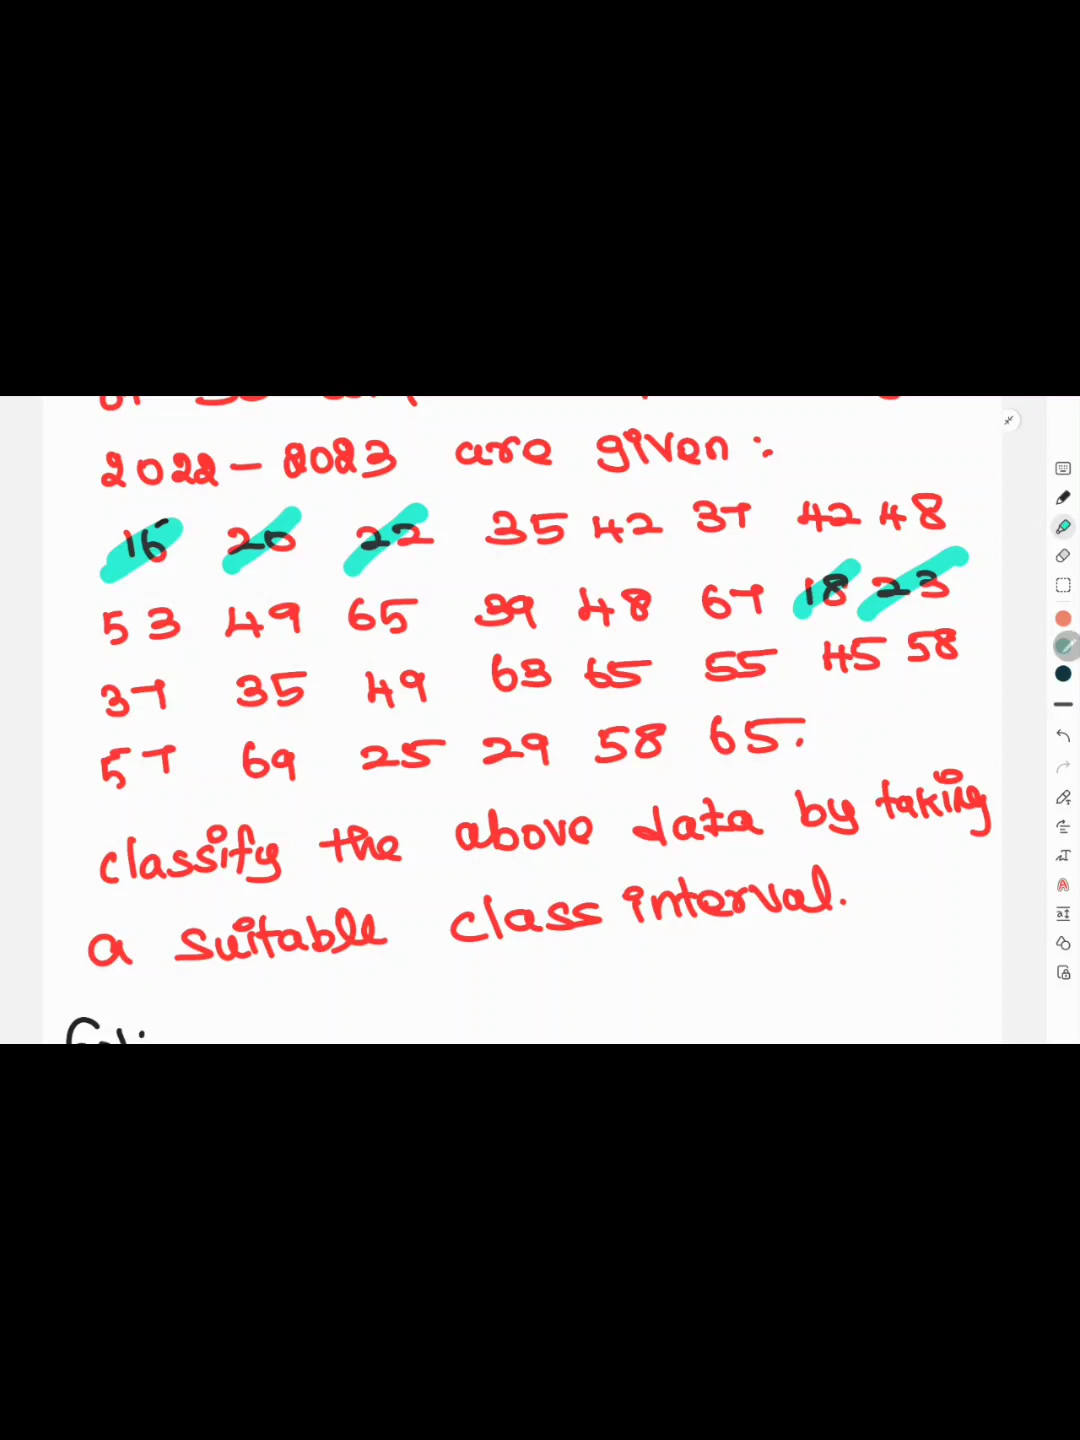 2022-2023 are given :
16 20 22 35 42 37 42 48
53 49 65 39 48 67 18 23
37 35 49 63 65 55 45 58
57 69 25 29 58 65.
classify the above data by taking
a suitable class interval.